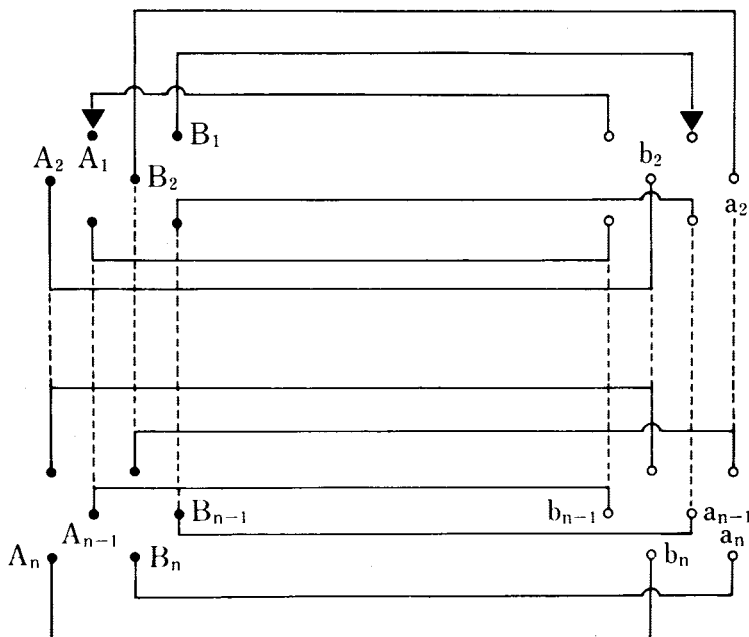 B₁
A₂ A₁ b₂
B₂ a₂
Bₙ₋₁ bₙ₋₁ aₙ₋₁
Aₙ₋₁ aₙ
Aₙ Bₙ bₙ